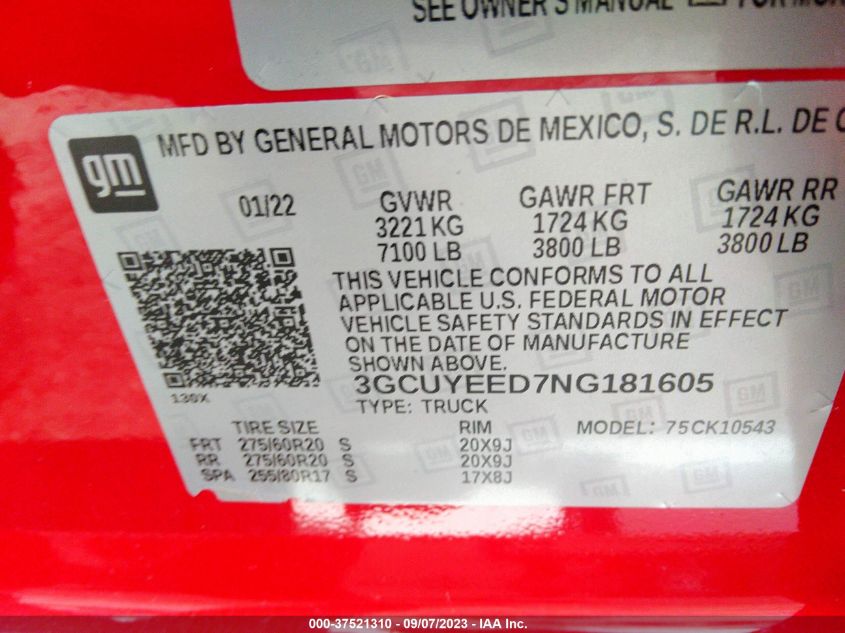 SEE OWNER'S MANUAL FOR MOR
gm
MFD BY GENERAL MOTORS DE MEXICO, S. DE R.L. DE C
01/22 GVWR GAWR FRT GAWR RR
3221 KG 1724 KG 1724 KG
7100 LB 3800 LB 3800 LB
THIS VEHICLE CONFORMS TO ALL
APPLICABLE U.S. FEDERAL MOTOR
VEHICLE SAFETY STANDARDS IN EFFECT
ON THE DATE OF MANUFACTURE
SHOWN ABOVE.
130X
3GCUYEED7NG181605
TYPE: TRUCK
TIRE SIZE RIM MODEL: 75CK10543
FRT 275/60R20 S 20X9J
RR 275/60R20 S 20X9J
SPA 255/80R17 S 17X8J
000-37521310 - 09/07/2023 - IAA Inc.